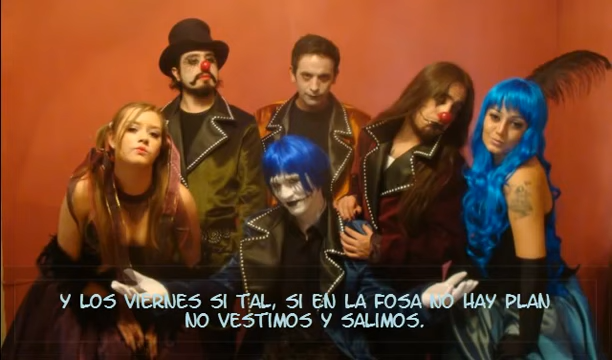 Y LOS VIERNES SI TAL, SI EN LA FOSA NO HAY PLAN
NO VESTIMOS Y SALIMOS.